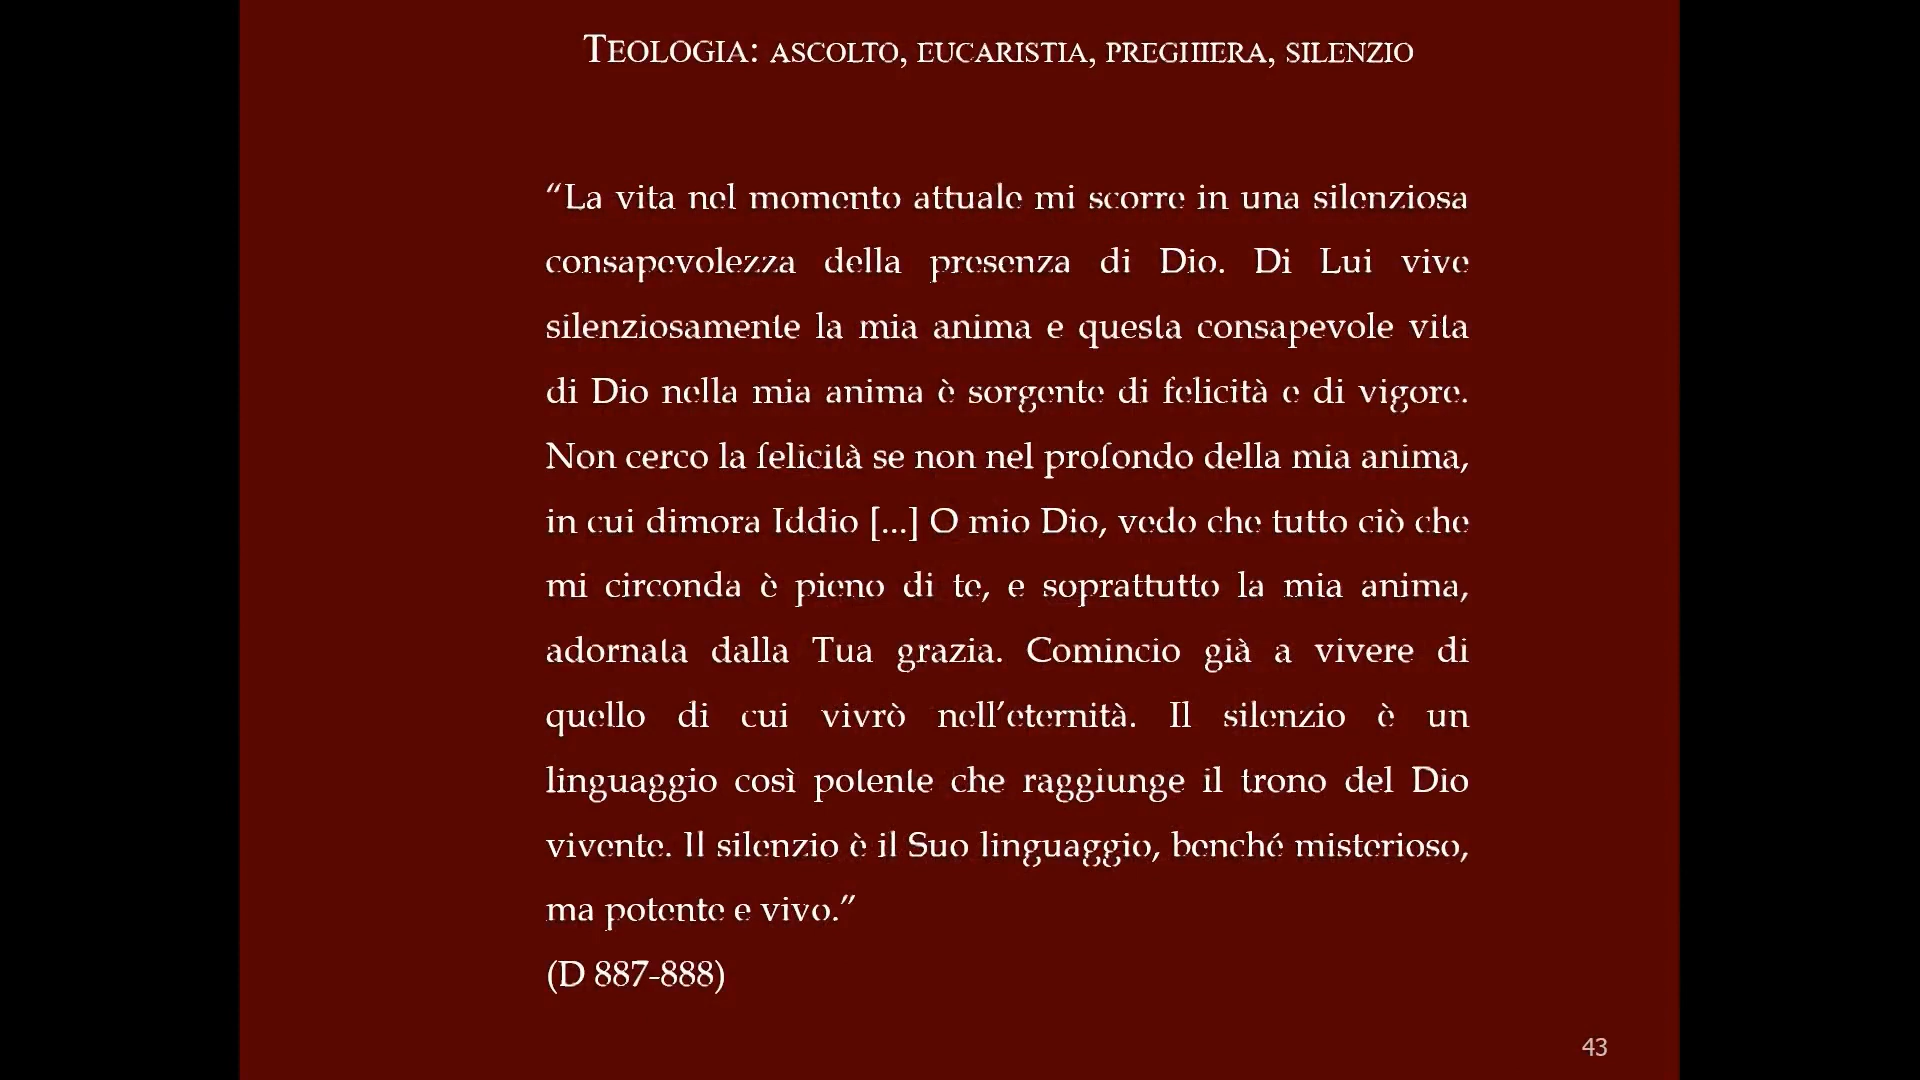 Teologia: ascolto, eucaristia, preghiera, silenzio
“La vita nel momento attuale mi scorre in una silenziosa
consapevolezza della presenza di Dio. Di Lui vive
silenziosamente la mia anima e questa consapevole vita
di Dio nella mia anima è sorgente di felicità e di vigore.
Non cerco la felicità se non nel profondo della mia anima,
in cui dimora Iddio [...] O mio Dio, vedo che tutto ciò che
mi circonda è pieno di te, e soprattutto la mia anima,
adornata dalla Tua grazia. Comincio già a vivere di
quello di cui vivrò nell’eternità. Il silenzio è un
linguaggio così potente che raggiunge il trono del Dio
vivente. Il silenzio è il Suo linguaggio, benché misterioso,
ma potente e vivo.”
(D 887-888)
43